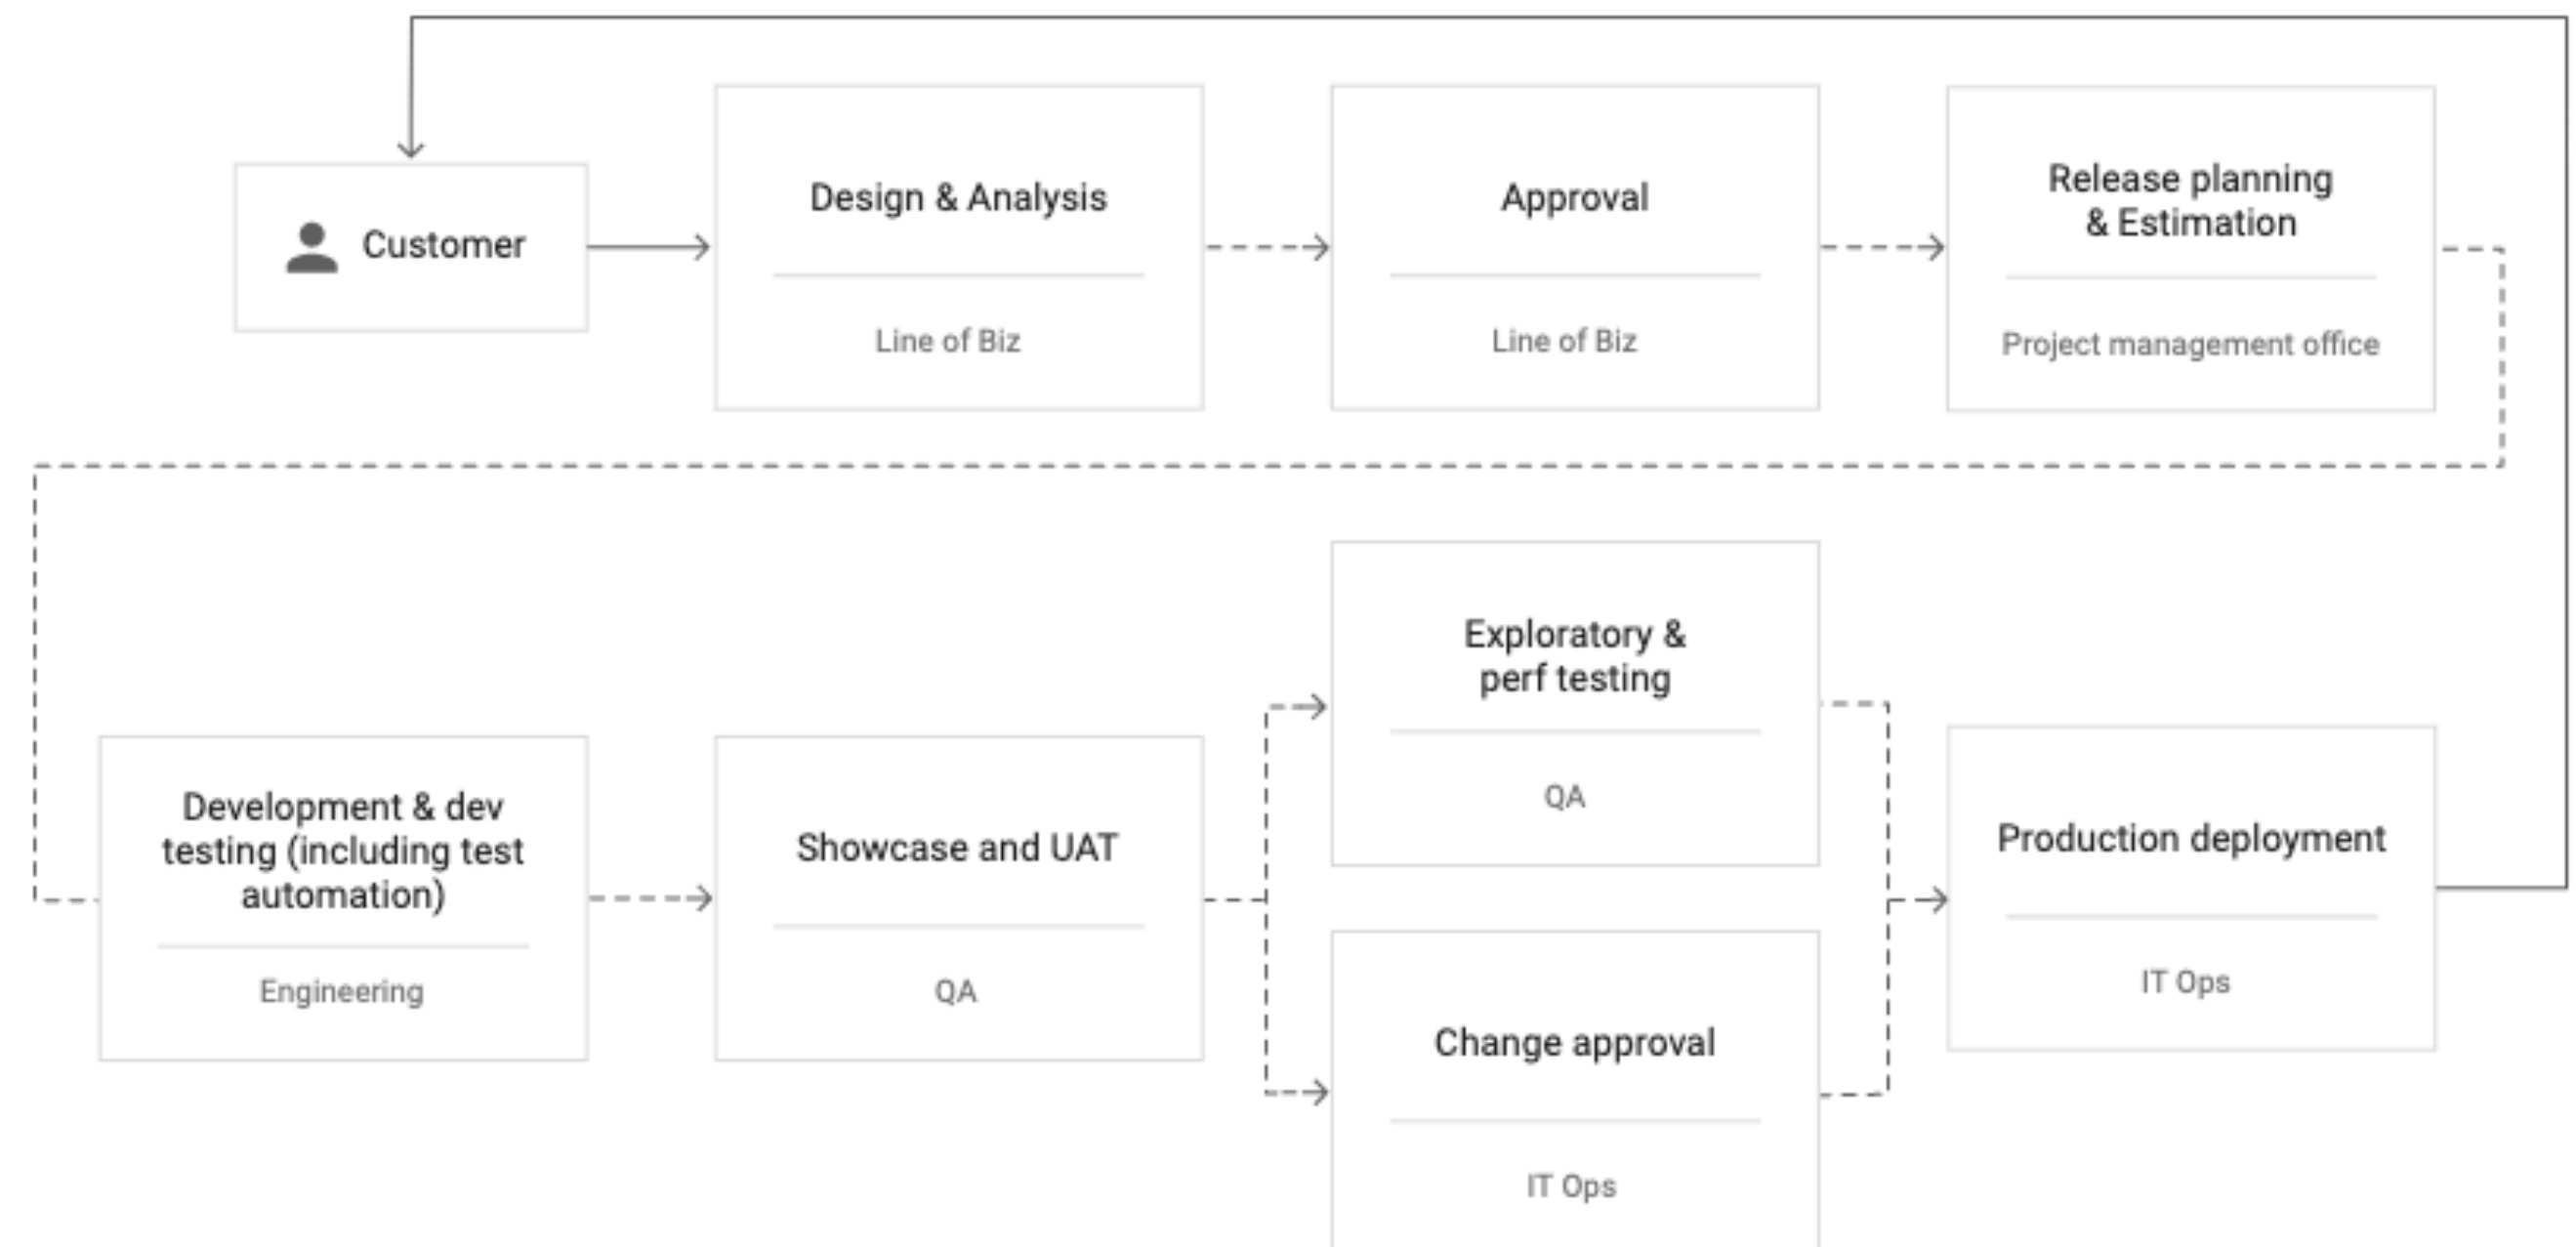 Customer
Design & Analysis
Line of Biz
Approval
Line of Biz
Release planning
& Estimation
Project management office
Development & dev
testing (including test
automation)
Engineering
Showcase and UAT
QA
Exploratory &
perf testing
QA
Change approval
IT Ops
Production deployment
IT Ops